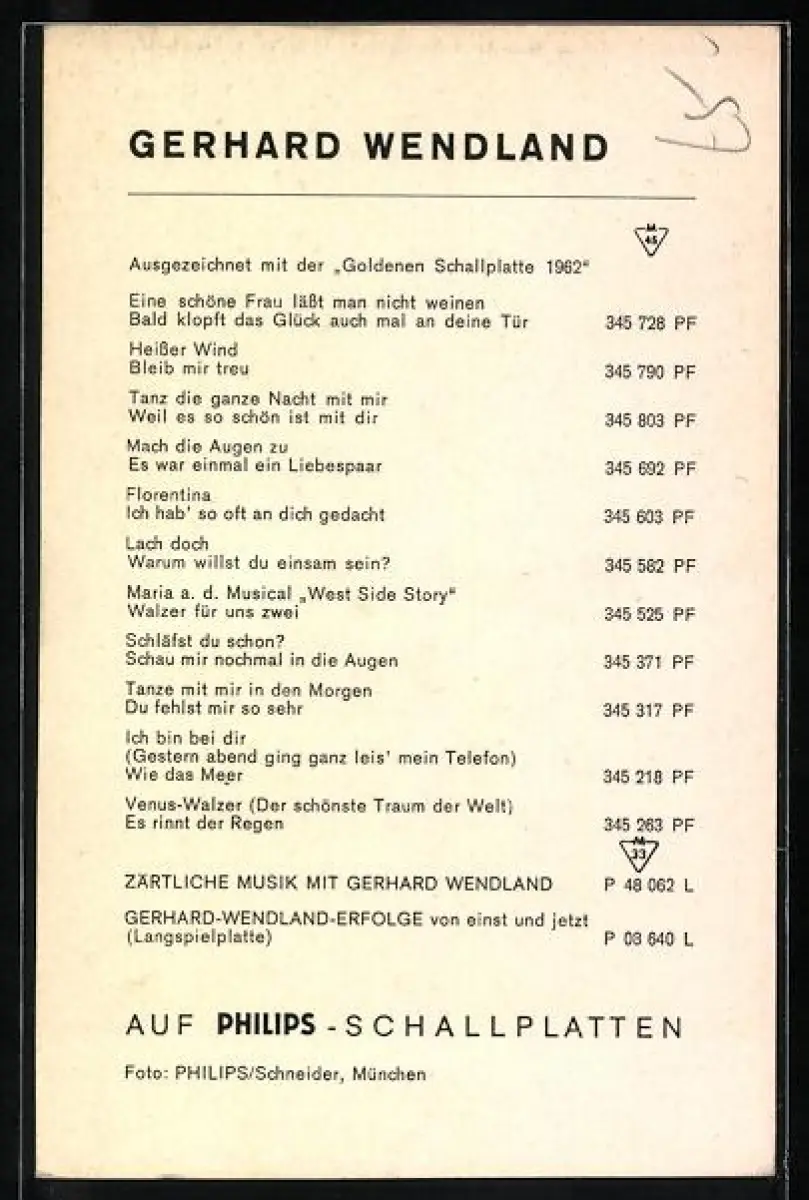 GERHARD WENDLAND
M
45
Ausgezeichnet mit der „Goldenen Schallplatte 1962“
Eine schöne Frau läßt man nicht weinen
Bald klopft das Glück auch mal an deine Tür 345 728 PF
Heißer Wind
Bleib mir treu 345 790 PF
Tanz die ganze Nacht mit mir
Weil es so schön ist mit dir 345 803 PF
Mach die Augen zu
Es war einmal ein Liebespaar 345 692 PF
Florentina
Ich hab' so oft an dich gedacht 345 603 PF
Lach doch
Warum willst du einsam sein? 345 582 PF
Maria a. d. Musical „West Side Story“
Walzer für uns zwei 345 525 PF
Schläfst du schon?
Schau mir nochmal in die Augen 345 371 PF
Tanze mit mir in den Morgen
Du fehlst mir so sehr 345 317 PF
Ich bin bei dir
(Gestern abend ging ganz leis' mein Telefon)
Wie das Meer 345 218 PF
Venus-Walzer (Der schönste Traum der Welt)
Es rinnt der Regen 345 263 PF
M
33
ZÄRTLICHE MUSIK MIT GERHARD WENDLAND P 48 062 L
GERHARD-WENDLAND-ERFOLGE von einst und jetzt
(Langspielplatte) P 08 640 L
AUF PHILIPS - SCHALLPLATTEN
Foto: PHILIPS/Schneider, München